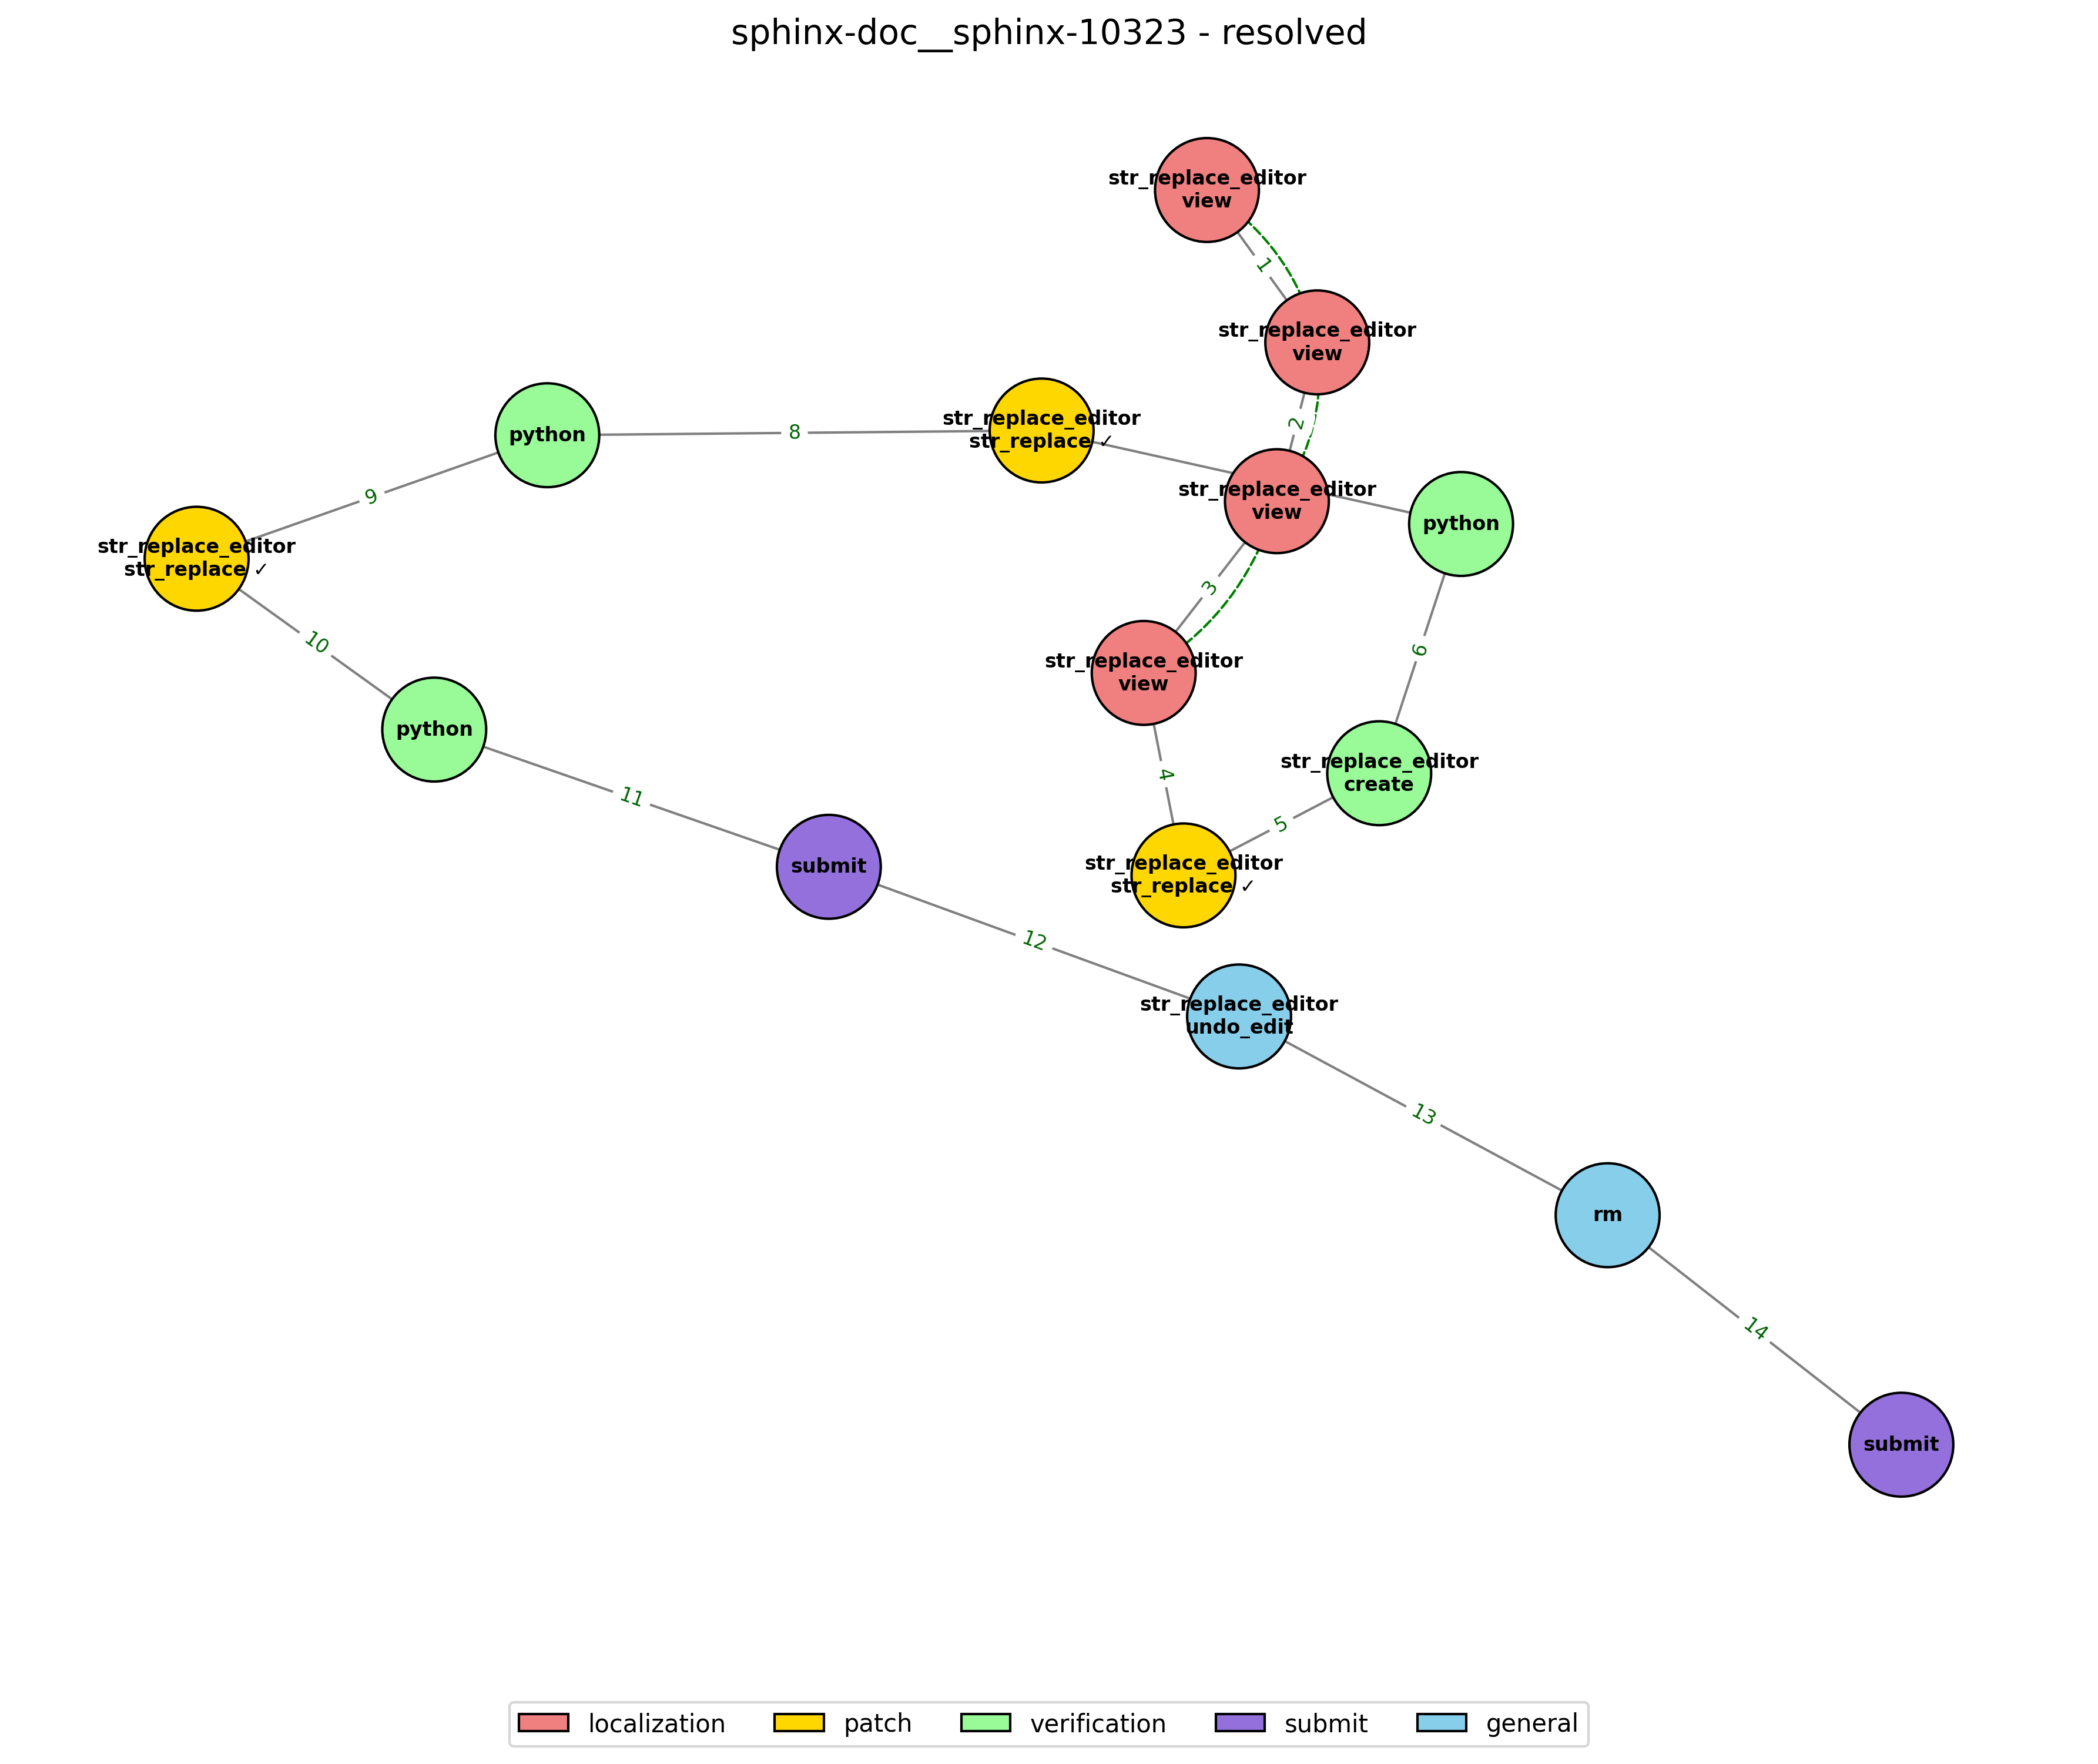 sphinx-doc__sphinx-10323 - resolved
str_replace_editor
view
1
str_replace_editor
view
2
str_replace_editor
view
3
str_replace_editor
view
4
str_replace_editor
str_replace ✓
5
str_replace_editor
create
6
python
str_replace_editor
str_replace ✓
8
python
9
str_replace_editor
str_replace ✓
10
python
11
submit
12
str_replace_editor
undo_edit
13
rm
14
submit
localization
patch
verification
submit
general